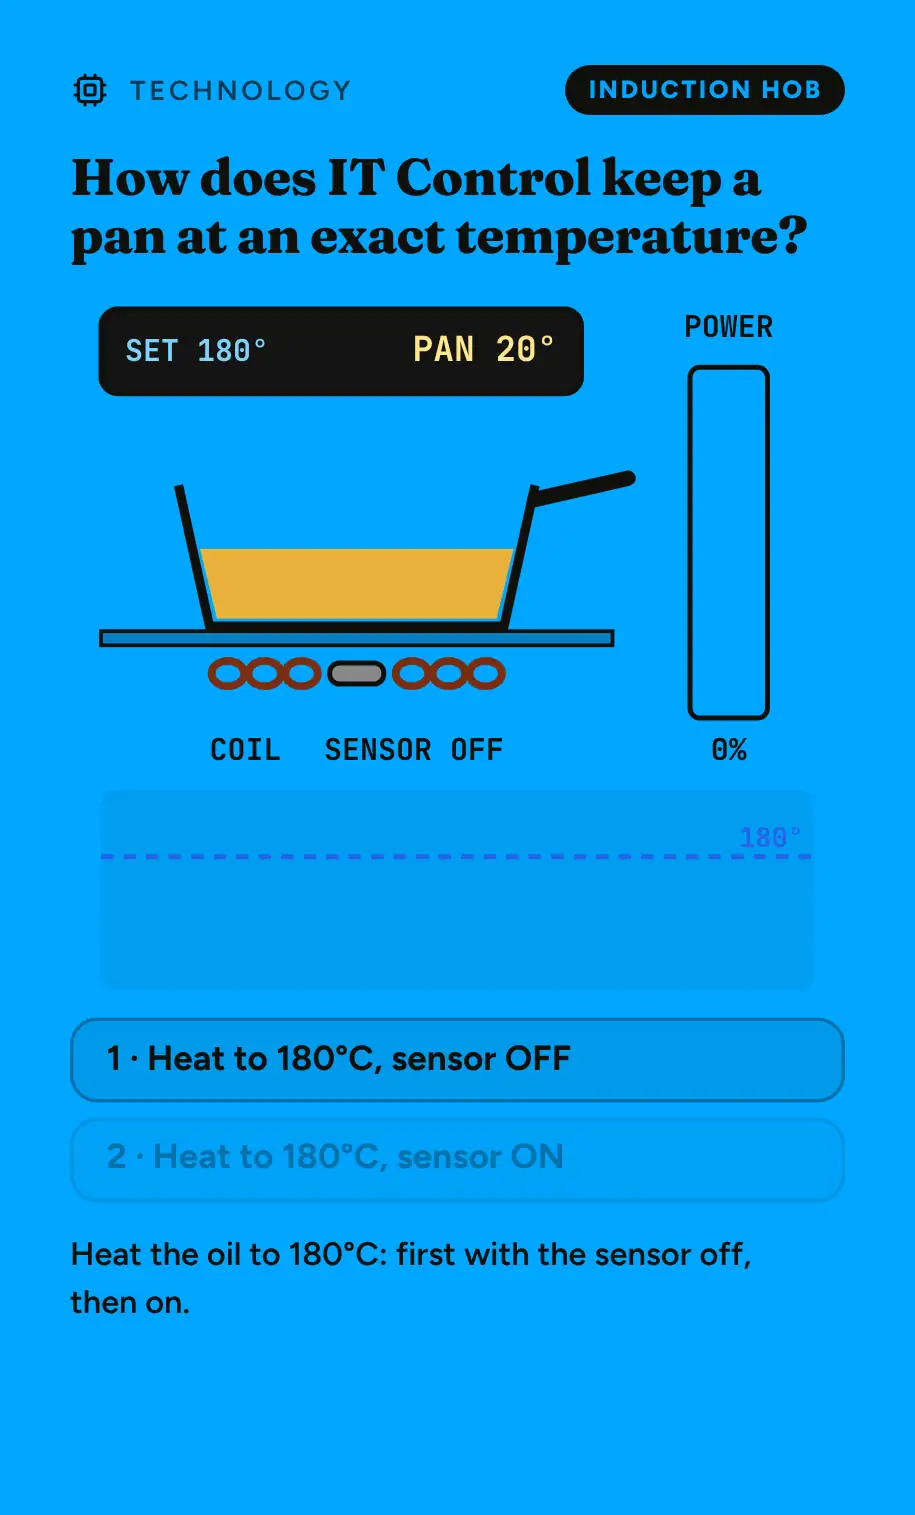 TECHNOLOGY
INDUCTION HOB
How does IT Control keep a
pan at an exact temperature?
SET 180°
PAN 20°
POWER
COIL
SENSOR OFF
0%
180°
1 · Heat to 180°C, sensor OFF
2 · Heat to 180°C, sensor ON
Heat the oil to 180°C: first with the sensor off,
then on.